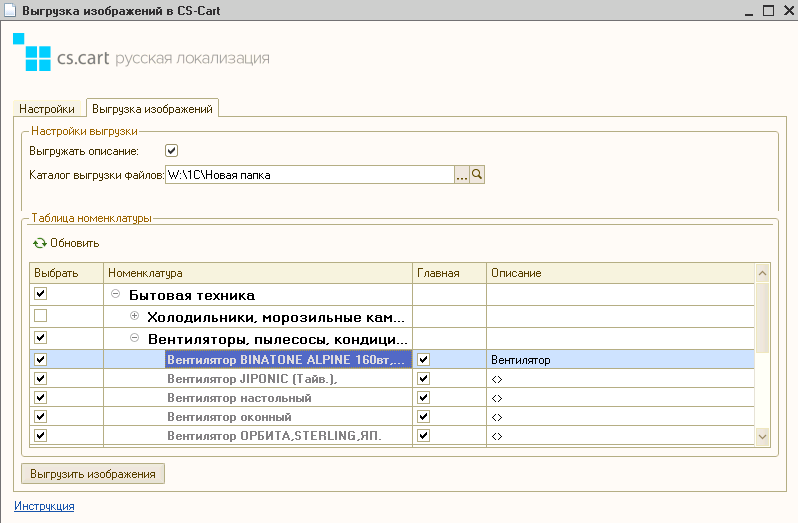 Выгрузка изображений в CS-Cart
cs.cart русская локализация
Настройки Выгрузка изображений
Настройки выгрузки
Выгружать описание:
Каталог выгрузки файлов: W:\1С\Новая папка ...
Таблица номенклатуры
Обновить
Выбрать Номенклатура Главная Описание
Бытовая техника
Холодильники, морозильные кам...
Вентиляторы, пылесосы, кондици...
Вентилятор BINATONE ALPINE 160вт,... Вентилятор
Вентилятор JIPONIC (Тайв.), <>
Вентилятор настольный <>
Вентилятор оконный <>
Вентилятор ОРБИТА,STERLING,ЯП. <>
Выгрузить изображения
Инструкция